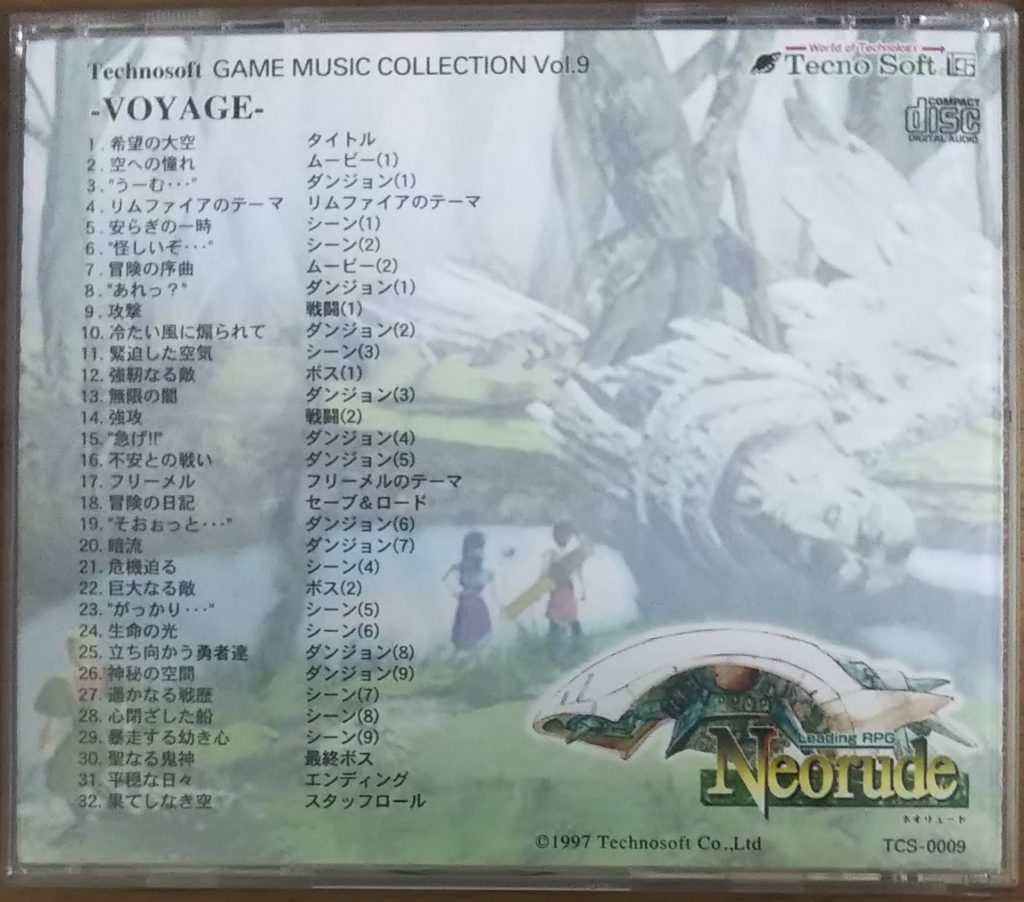 Technosoft GAME MUSIC COLLECTION Vol.9
World of Technology
Tecno Soft
-VOYAGE-
COMPACT
disc
DIGITAL AUDIO
1. 希望の大空 タイトル
2. 空への憧れ ムービー(1)
3. "うーむ･･･" ダンジョン(1)
4. リムファイアのテーマ リムファイアのテーマ
5. 安らぎの一時 シーン(1)
6. "怪しいぞ･･･" シーン(2)
7. 冒険の序曲 ムービー(2)
8. "あれっ？" ダンジョン(1)
9. 攻撃 戦闘(1)
10. 冷たい風に煽られて ダンジョン(2)
11. 緊迫した空気 シーン(3)
12. 強靭なる敵 ボス(1)
13. 無限の闇 ダンジョン(3)
14. 強攻 戦闘(2)
15. "急げ!!" ダンジョン(4)
16. 不安との戦い ダンジョン(5)
17. フリーメル フリーメルのテーマ
18. 冒険の日記 セーブ＆ロード
19. "そおぉっと･･･" ダンジョン(6)
20. 暗流 ダンジョン(7)
21. 危機迫る シーン(4)
22. 巨大なる敵 ボス(2)
23. "がっかり･･･" シーン(5)
24. 生命の光 シーン(6)
25. 立ち向かう勇者達 ダンジョン(8)
26. 神秘の空間 ダンジョン(9)
27. 遥かなる戦歴 シーン(7)
28. 心閉ざした船 シーン(8)
29. 暴走する幼き心 シーン(9)
30. 聖なる鬼神 最終ボス
31. 平穏な日々 エンディング
32. 果てしなき空 スタッフロール
Leading RPG
Neorude
ネオリュード
©1997 Technosoft Co.,Ltd
TCS-0009